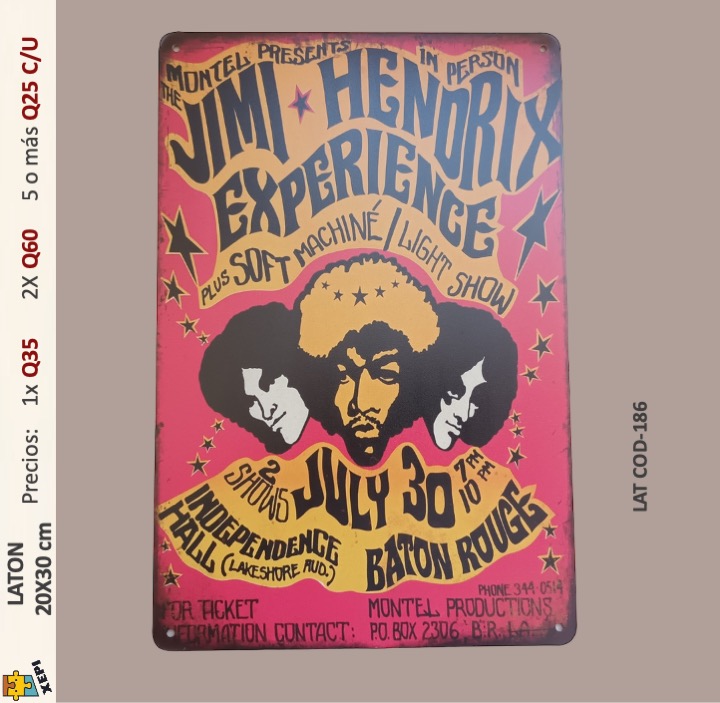 MONTEL PRESENTS IN PERSON
THE
JIMI HENDRIX
EXPERIENCE
PLUS SOFT MACHINÉ / LIGHT SHOW
2 SHOWS
JULY 30
7 PM
10 PM
INDEPENDENCE
HALL (LAKESHORE AUD.)
BATON ROUGE
PHONE 344-0514
FOR TICKET
INFORMATION CONTACT:
MONTEL PRODUCTIONS
P.O. BOX 2306 B.R. LA.
LATON
20X30 cm
Precios: 1x Q35 2X Q60 5 o más Q25 C/U
XEPI
LAT COD-186